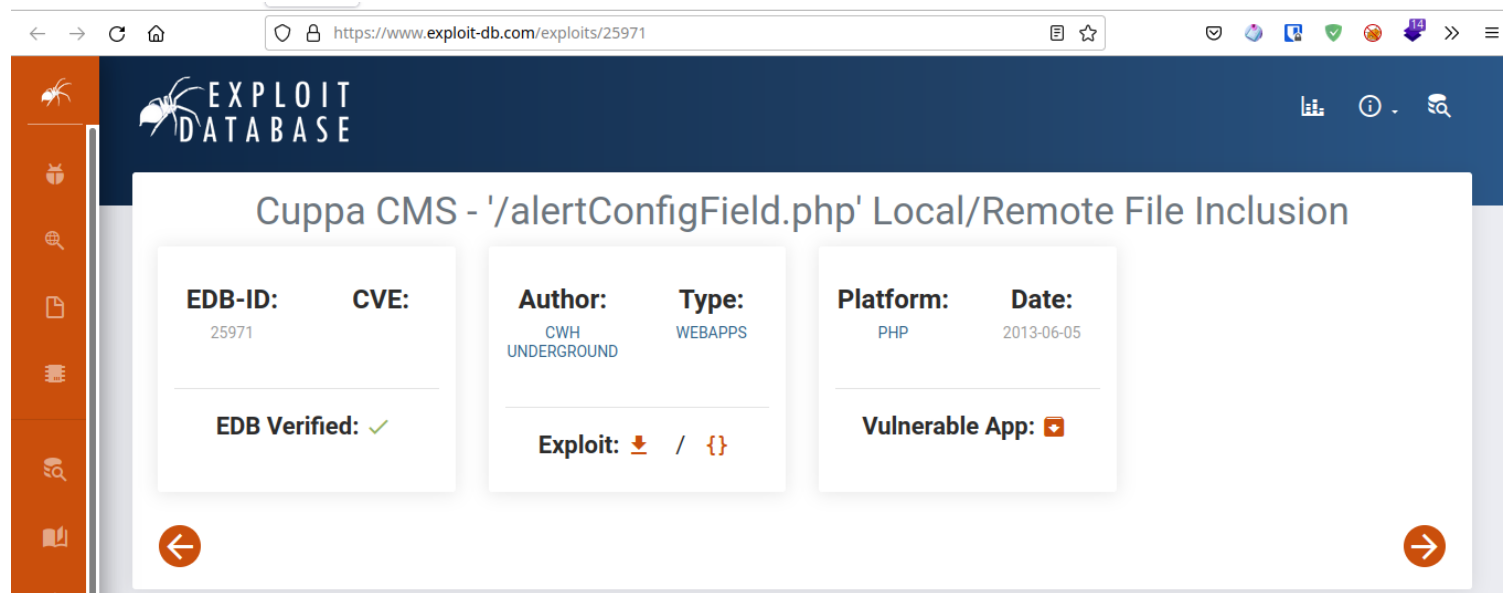 https://www.exploit-db.com/exploits/25971
14
EXPLOIT
DATABASE
Cuppa CMS - '/alertConfigField.php' Local/Remote File Inclusion
EDB-ID: CVE:
25971
Author: Type:
CWH UNDERGROUND WEBAPPS
Platform: Date:
PHP 2013-06-05
EDB Verified:
Exploit: / {}
Vulnerable App: